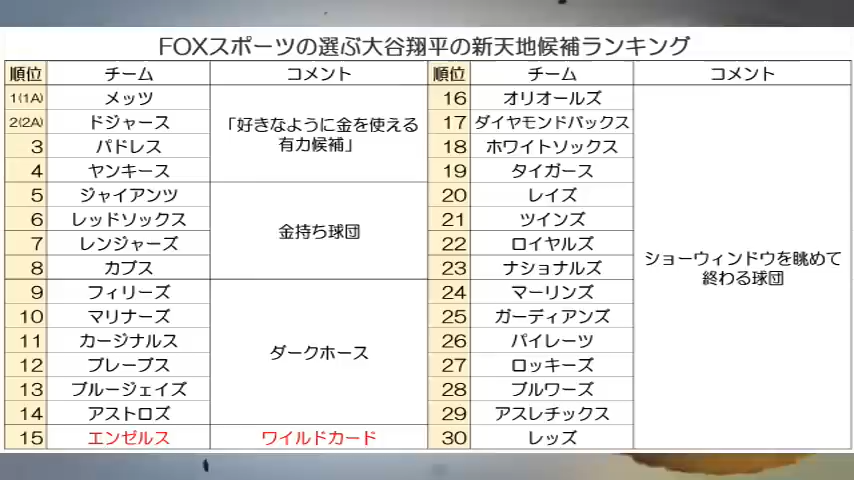 FOXスポーツの選ぶ大谷翔平の新天地候補ランキング
順位 チーム コメント
1(1A) メッツ
2(2A) ドジャース
3 パドレス
4 ヤンキース
「好きなように金を使える
有力候補」
5 ジャイアンツ
6 レッドソックス
7 レンジャーズ
8 カブス
金持ち球団
9 フィリーズ
10 マリナーズ
11 カージナルス
12 ブレーブス
13 ブルージェイズ
14 アストロズ
ダークホース
15 エンゼルス ワイルドカード
順位 チーム コメント
16 オリオールズ
17 ダイヤモンドバックス
18 ホワイトソックス
19 タイガース
20 レイズ
21 ツインズ
22 ロイヤルズ
23 ナショナルズ
24 マーリンズ
25 ガーディアンズ
26 パイレーツ
27 ロッキーズ
28 ブルワーズ
29 アスレチックス
30 レッズ
ショーウィンドウを眺めて
終わる球団